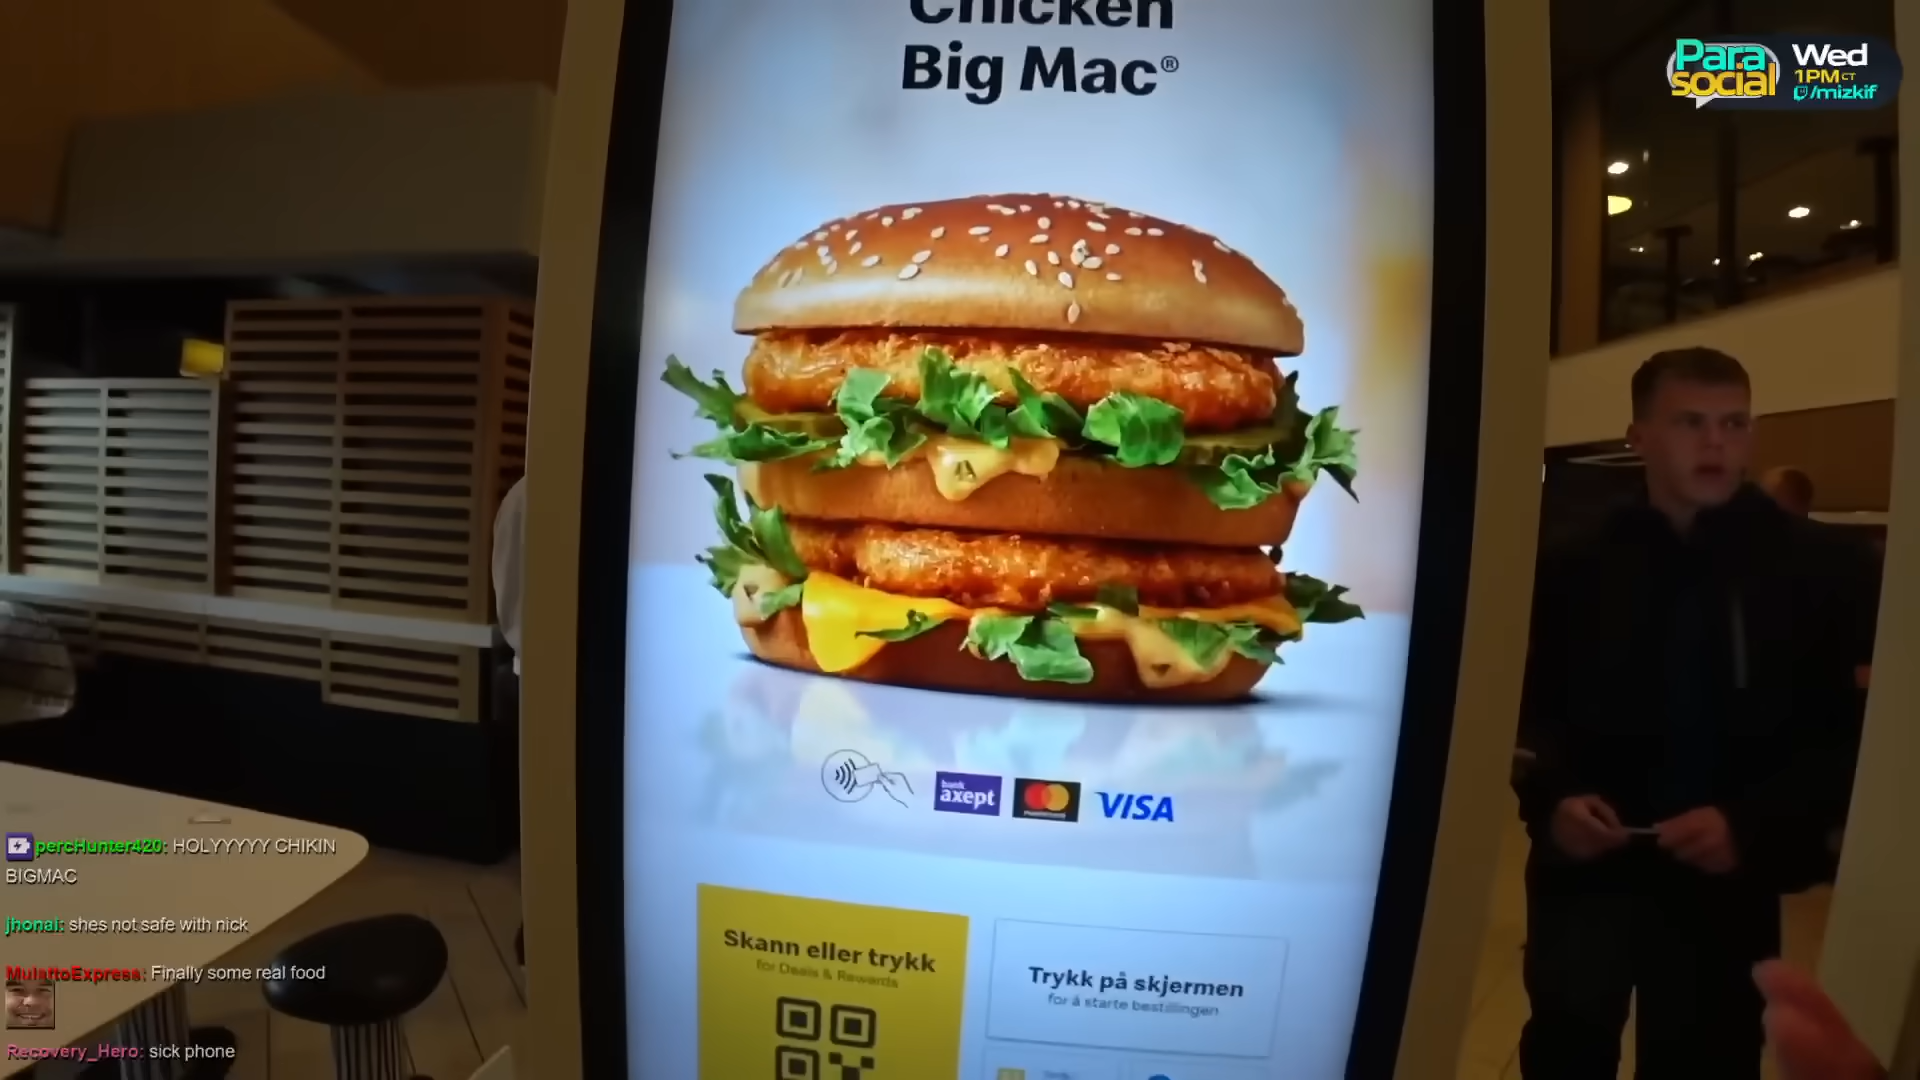 Chicken
Big Mac®
Para
social
Wed
1PM CT
/mizkif
bank
axept
VISA
Skann eller trykk
for Deals & Rewards
Trykk på skjermen
for å starte bestillingen
percHunter420: HOLYYYYY CHIKIN
BIGMAC
jhonai: shes not safe with nick
MulattoExpress: Finally some real food
Recovery_Hero: sick phone